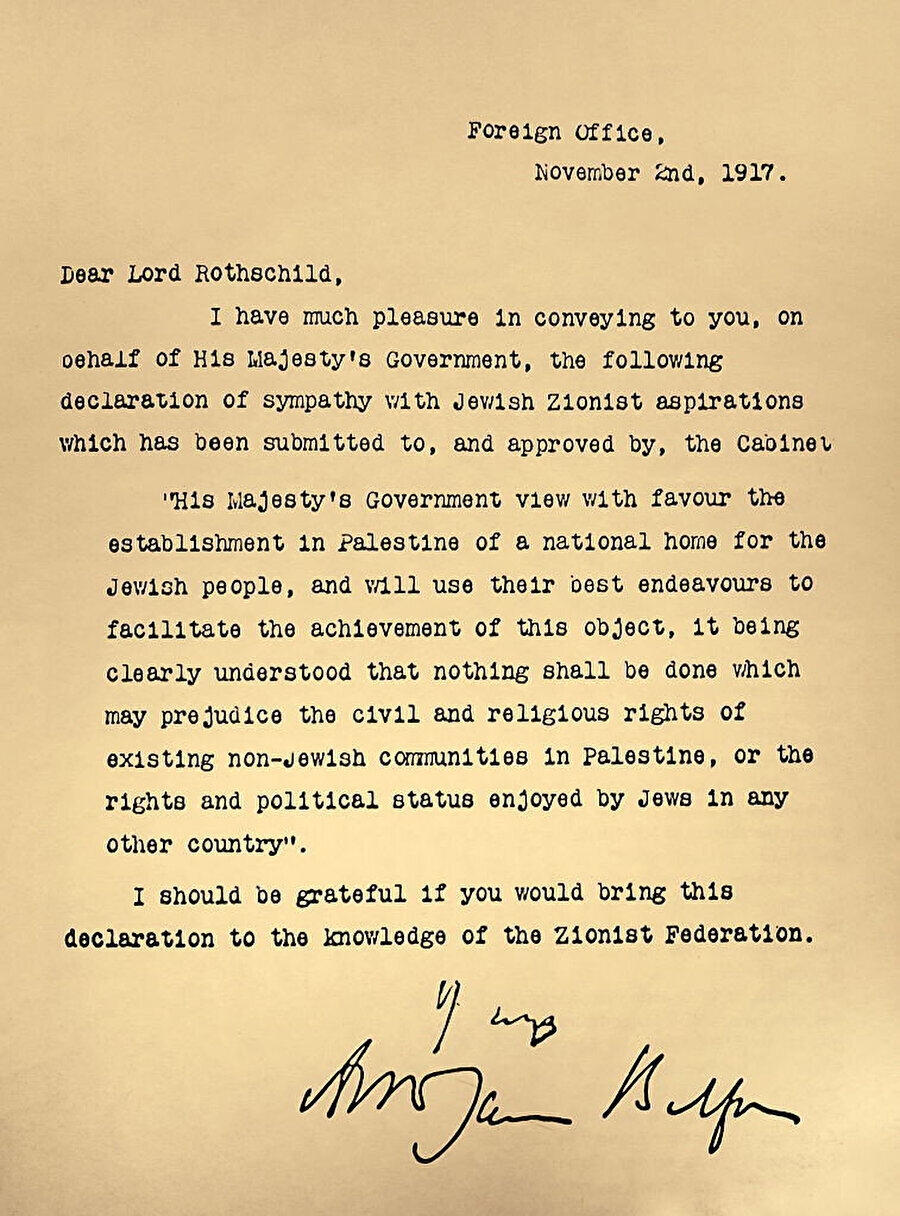 Foreign Office,
November 2nd, 1917.
Dear Lord Rothschild,
I have much pleasure in conveying to you, on
behalf of His Majesty's Government, the following
declaration of sympathy with Jewish Zionist aspirations
which has been submitted to, and approved by, the Cabinet
"His Majesty's Government view with favour the
establishment in Palestine of a national home for the
Jewish people, and will use their best endeavours to
facilitate the achievement of this object, it being
clearly understood that nothing shall be done which
may prejudice the civil and religious rights of
existing non-Jewish communities in Palestine, or the
rights and political status enjoyed by Jews in any
other country".
I should be grateful if you would bring this
declaration to the knowledge of the Zionist Federation.
Yours
Arthur James Balfour